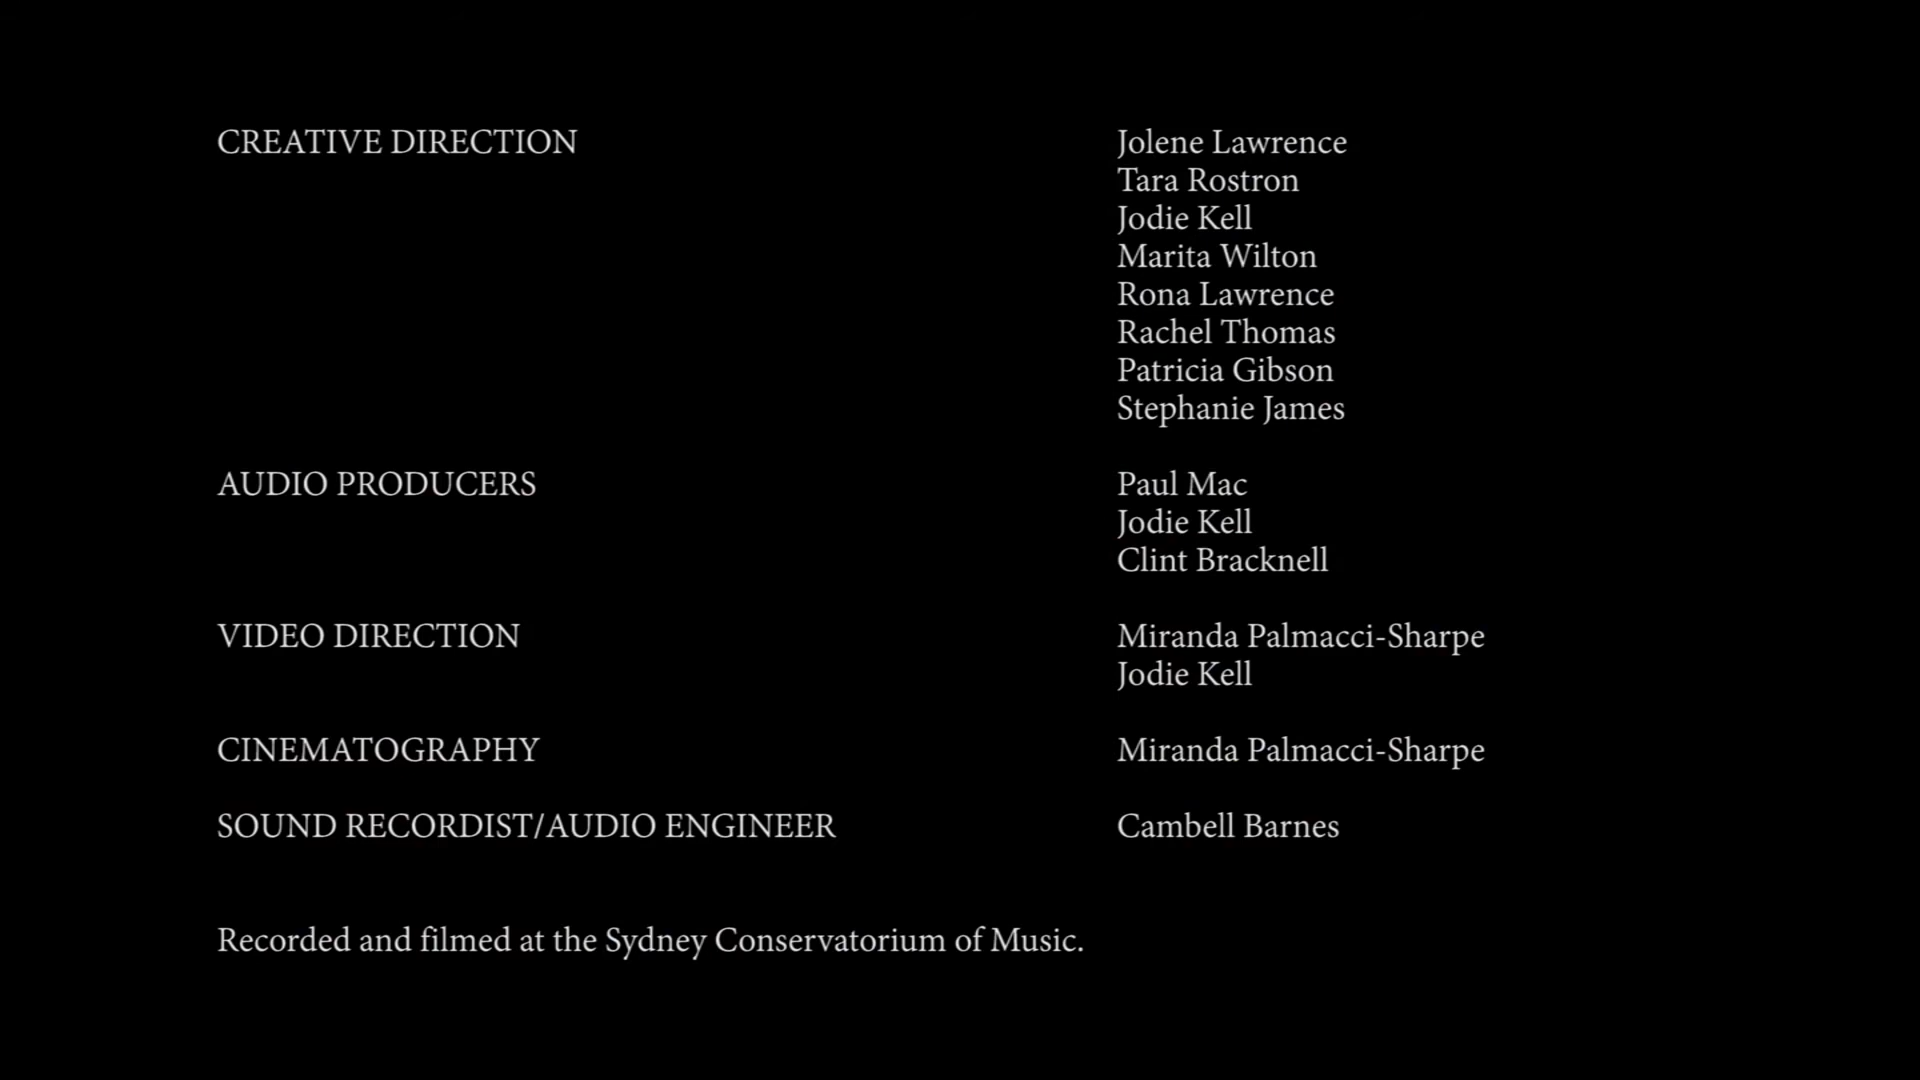 CREATIVE DIRECTION Jolene Lawrence
Tara Rostron
Jodie Kell
Marita Wilton
Rona Lawrence
Rachel Thomas
Patricia Gibson
Stephanie James
AUDIO PRODUCERS Paul Mac
Jodie Kell
Clint Bracknell
VIDEO DIRECTION Miranda Palmacci-Sharpe
Jodie Kell
CINEMATOGRAPHY Miranda Palmacci-Sharpe
SOUND RECORDIST/AUDIO ENGINEER Cambell Barnes
Recorded and filmed at the Sydney Conservatorium of Music.